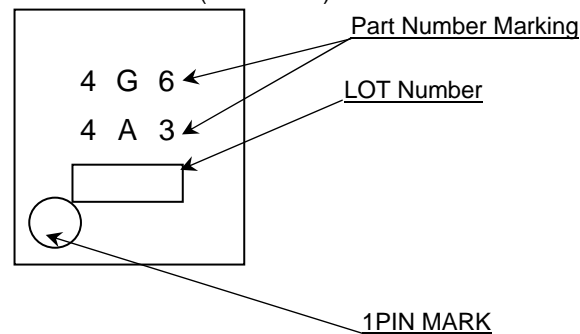 Part Number Marking
4 G 6
LOT Number
4 A 3
1PIN MARK